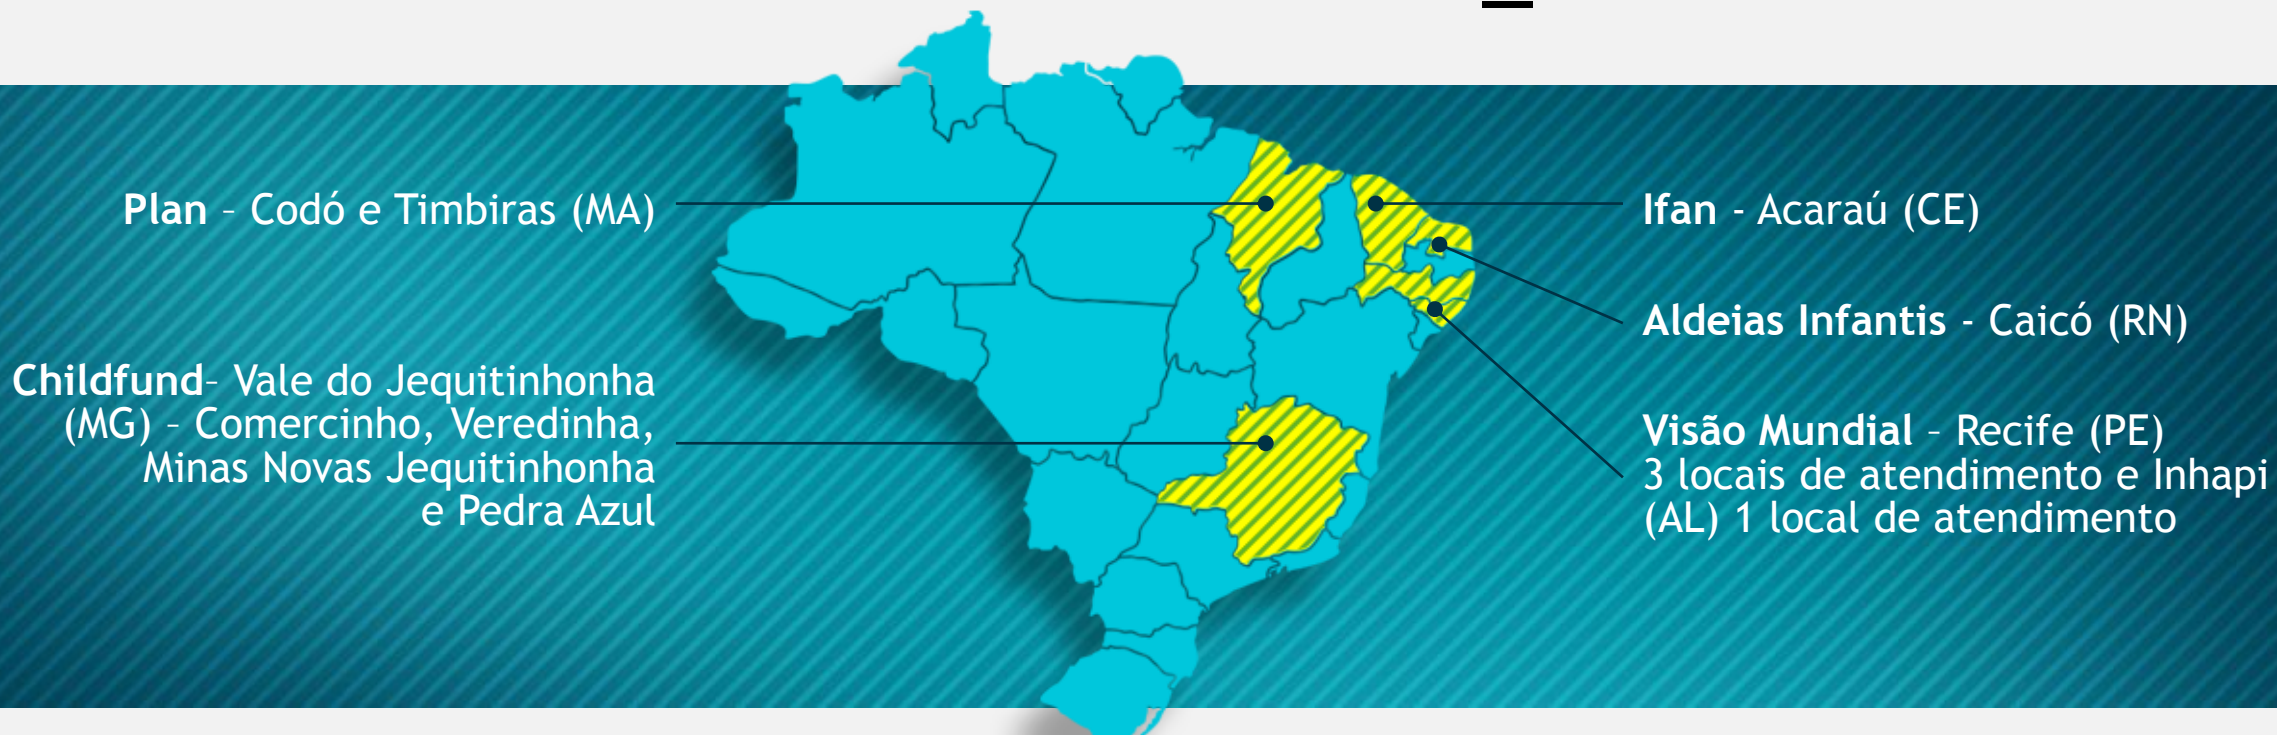 Plan – Codó e Timbiras (MA)
Childfund– Vale do Jequitinhonha
(MG) – Comercinho, Veredinha,
Minas Novas Jequitinhonha
e Pedra Azul
Ifan - Acaraú (CE)
Aldeias Infantis - Caicó (RN)
Visão Mundial – Recife (PE)
3 locais de atendimento e Inhapi
(AL) 1 local de atendimento